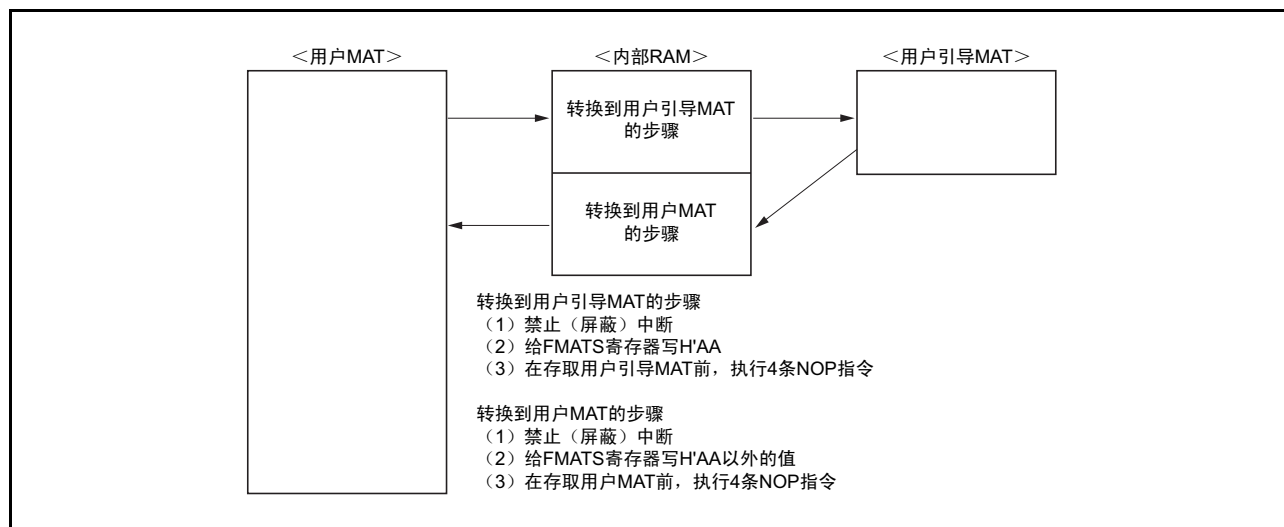 ＜用户MAT＞
＜内部RAM＞
＜用户引导MAT＞
转换到用户引导MAT
的步骤
转换到用户MAT
的步骤
转换到用户引导MAT的步骤
（1）禁止（屏蔽）中断
（2）给FMATS寄存器写H'AA
（3）在存取用户引导MAT前，执行4条NOP指令
转换到用户MAT的步骤
（1）禁止（屏蔽）中断
（2）给FMATS寄存器写H'AA以外的值
（3）在存取用户MAT前，执行4条NOP指令